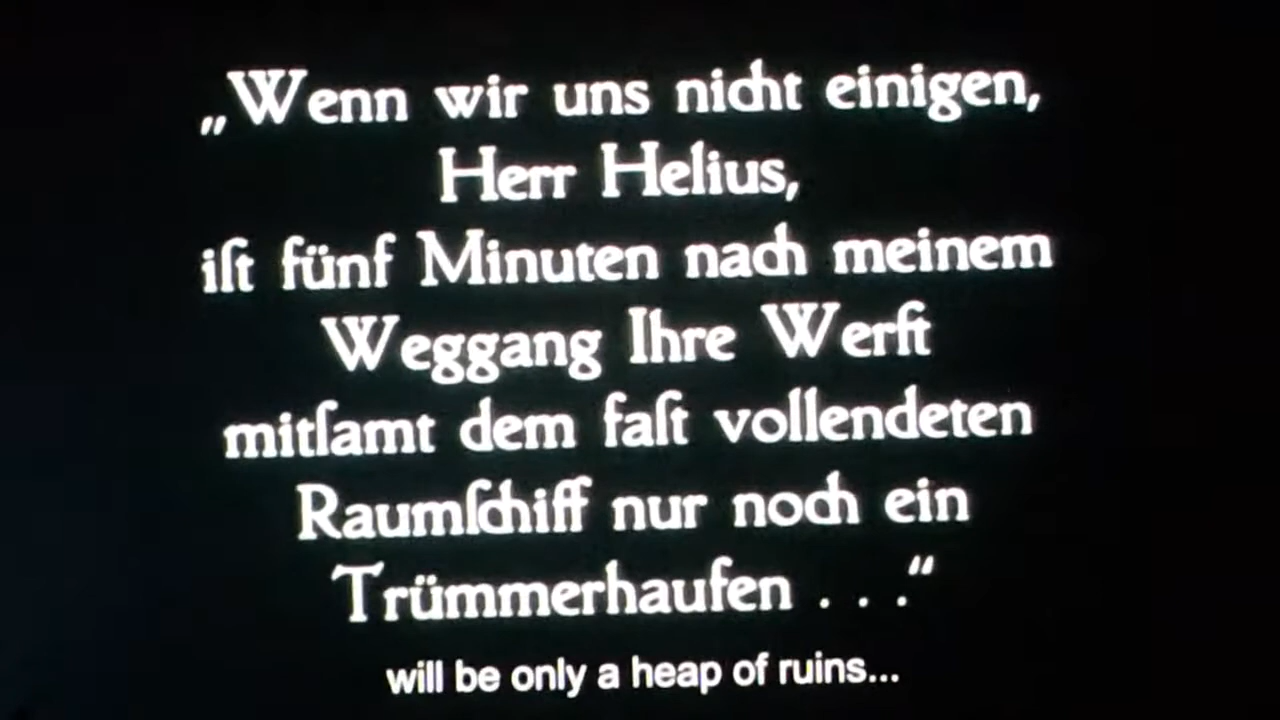 „Wenn wir uns nicht einigen,
Herr Helius,
iſt fünf Minuten nach meinem
Weggang Ihre Werft
mitſamt dem faſt vollendeten
Raumſchiff nur noch ein
Trümmerhaufen . . .“
will be only a heap of ruins...